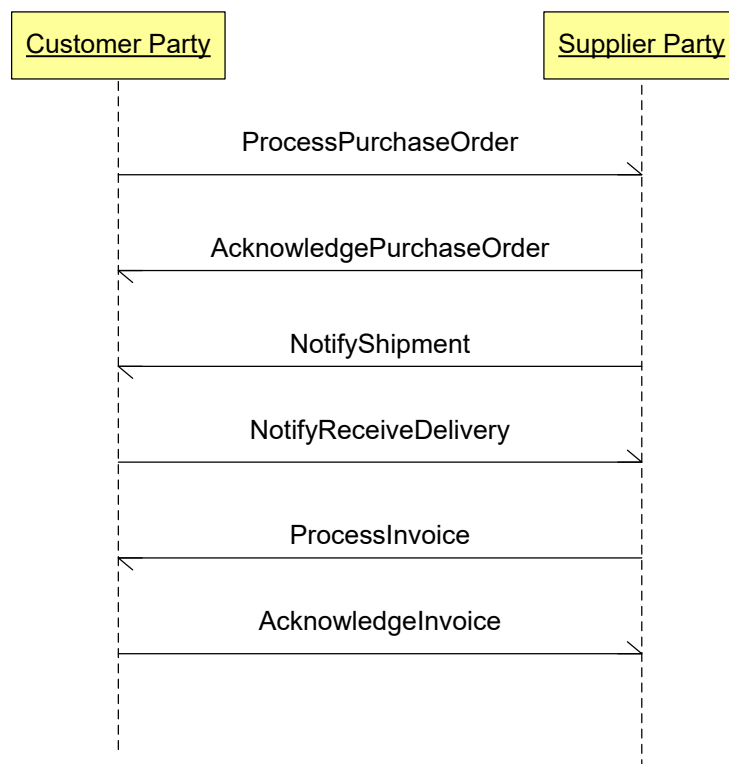 Customer Party
Supplier Party
ProcessPurchaseOrder
AcknowledgePurchaseOrder
NotifyShipment
NotifyReceiveDelivery
ProcessInvoice
AcknowledgeInvoice